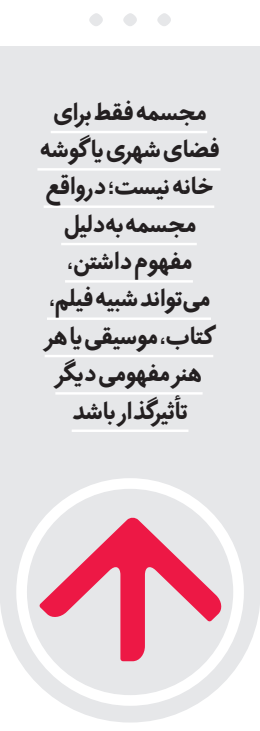 مجسمه فقط برای
فضای شهری یا گوشه
خانه نیست؛ درواقع
مجسمه به‌دلیل
مفهوم داشتن،
می‌تواند شبیه فیلم،
کتاب، موسیقی یا هر
هنر مفهومی دیگر
تأثیرگذار باشد